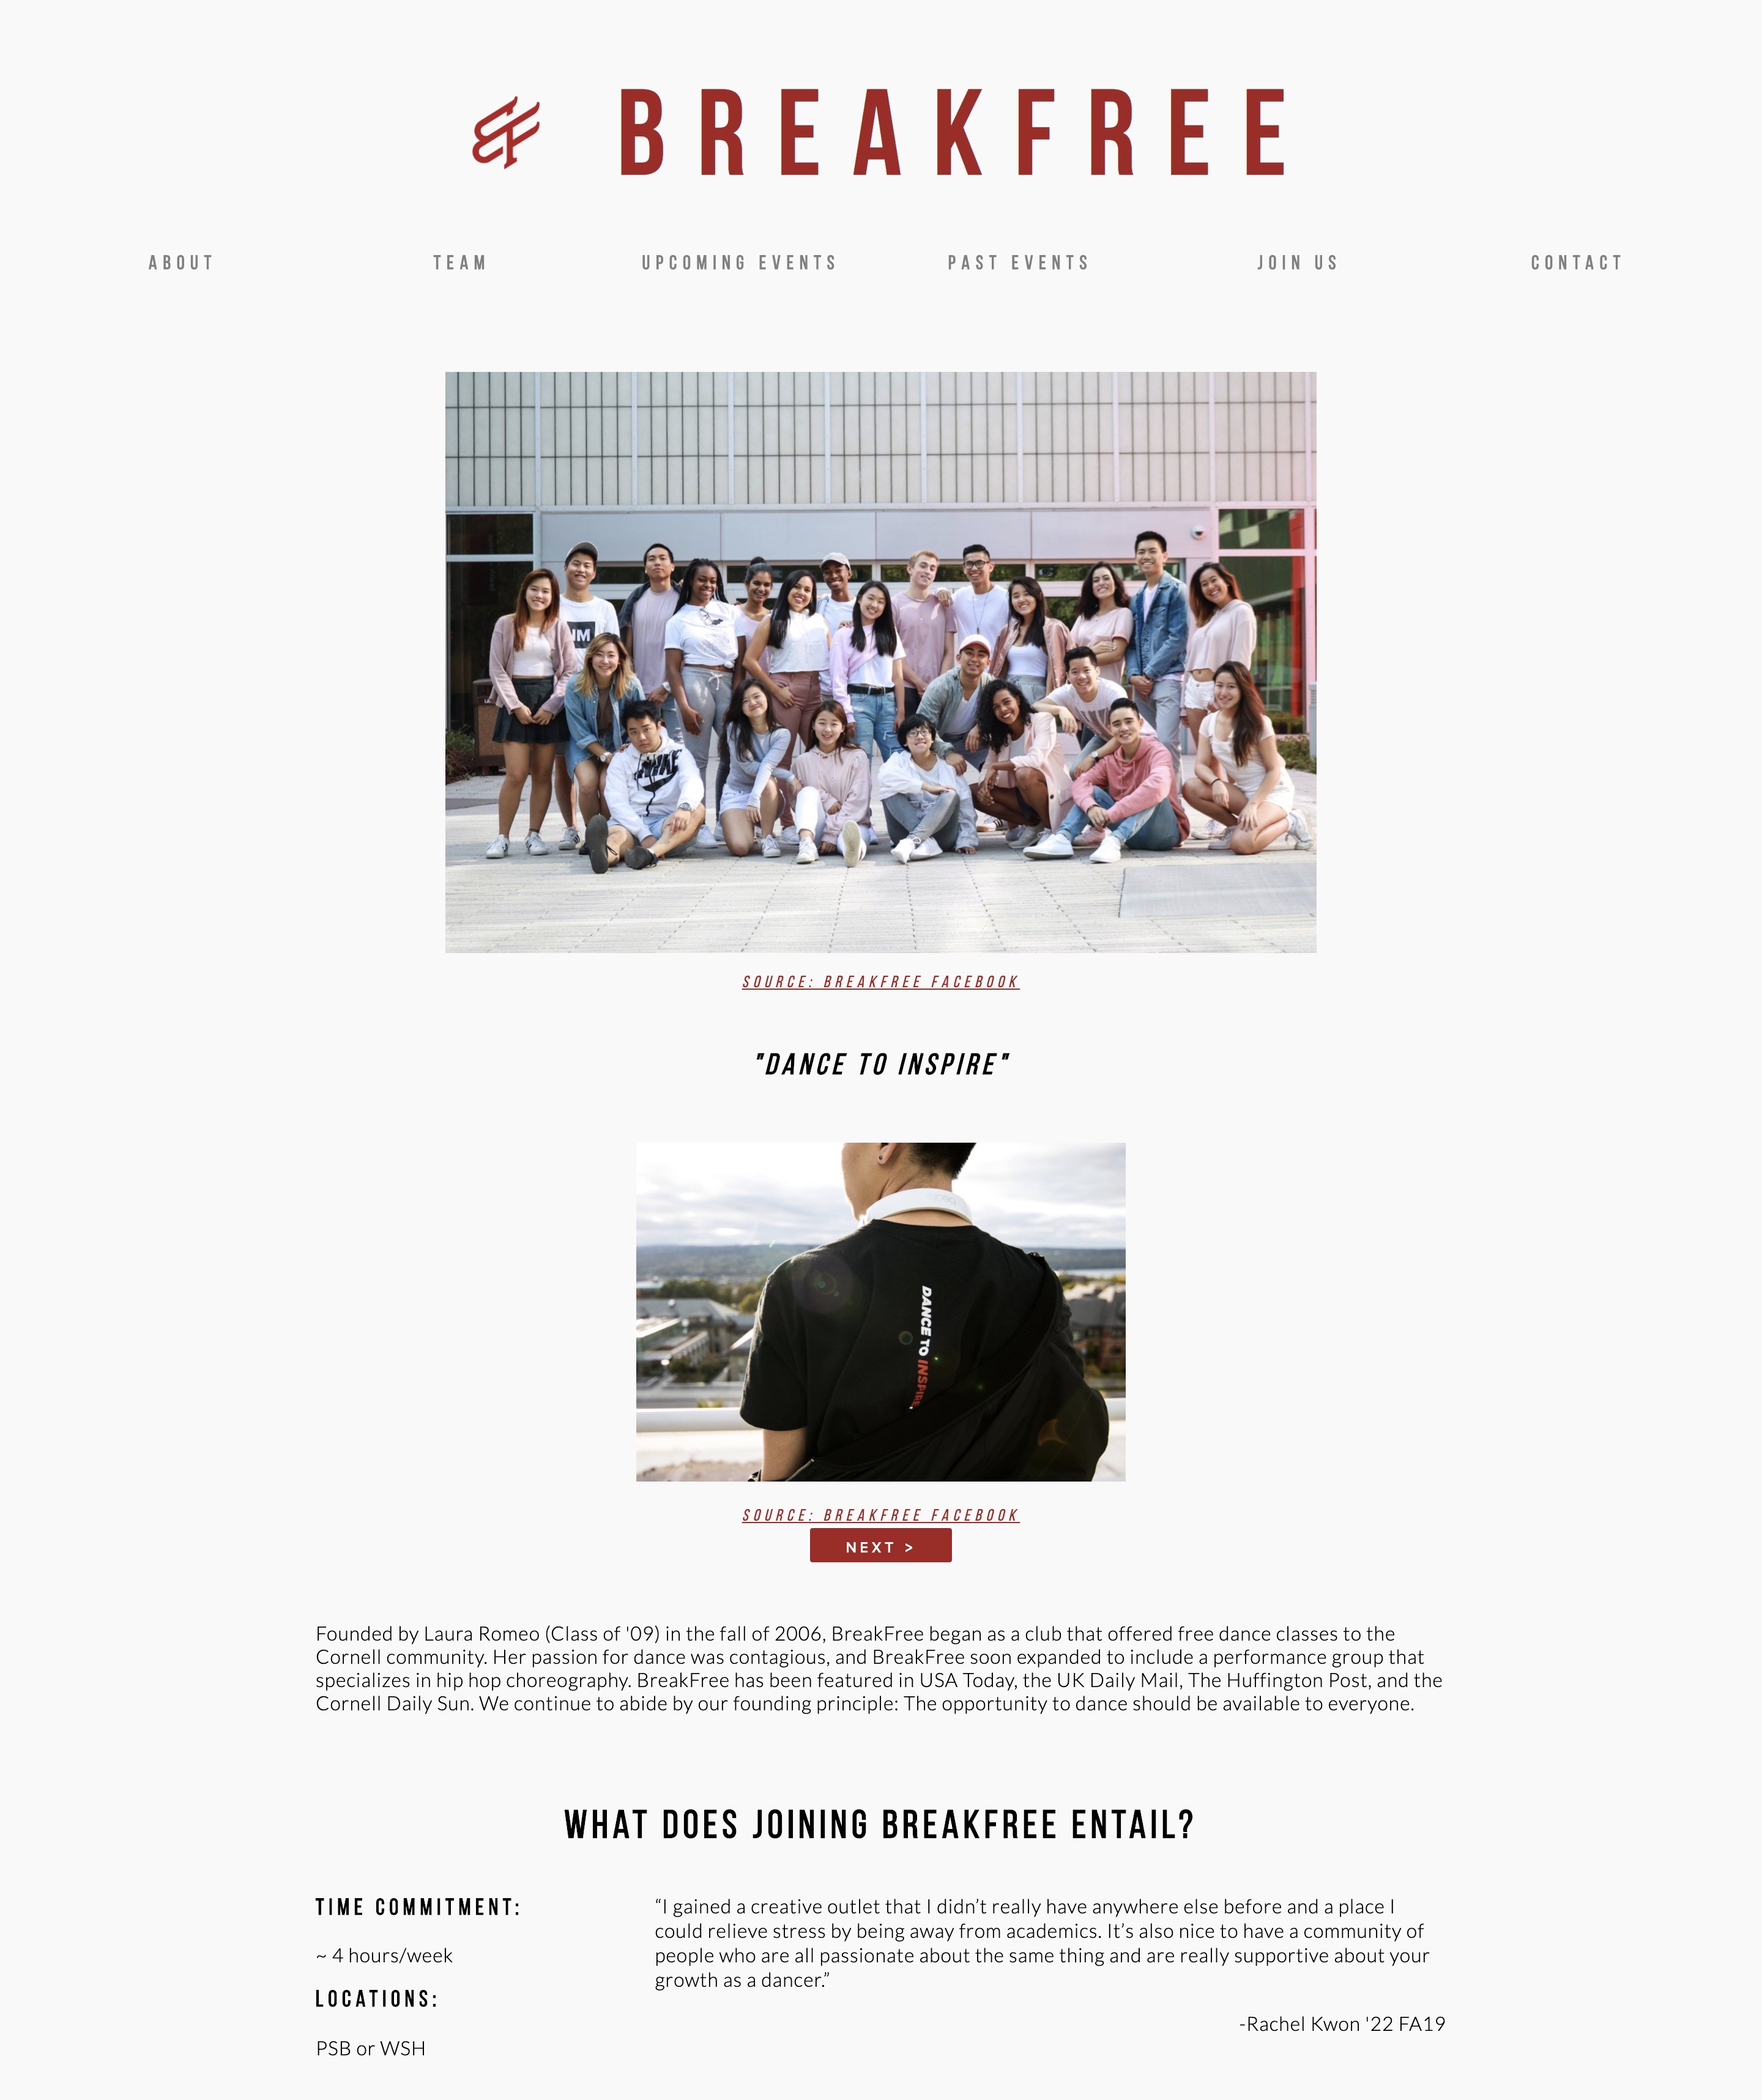 BREAKFREE
ABOUT
TEAM
UPCOMING EVENTS
PAST EVENTS
JOIN US
CONTACT
SOURCE: BREAKFREE FACEBOOK
"DANCE TO INSPIRE"
DANCE TO INSPIRE
SOURCE: BREAKFREE FACEBOOK
NEXT >
Founded by Laura Romeo (Class of '09) in the fall of 2006, BreakFree began as a club that offered free dance classes to the
Cornell community. Her passion for dance was contagious, and BreakFree soon expanded to include a performance group that
specializes in hip hop choreography. BreakFree has been featured in USA Today, the UK Daily Mail, The Huffington Post, and the
Cornell Daily Sun. We continue to abide by our founding principle: The opportunity to dance should be available to everyone.
WHAT DOES JOINING BREAKFREE ENTAIL?
TIME COMMITMENT:
~ 4 hours/week
LOCATIONS:
PSB or WSH
“I gained a creative outlet that I didn’t really have anywhere else before and a place I
could relieve stress by being away from academics. It’s also nice to have a community of
people who are all passionate about the same thing and are really supportive about your
growth as a dancer.”
-Rachel Kwon '22 FA19